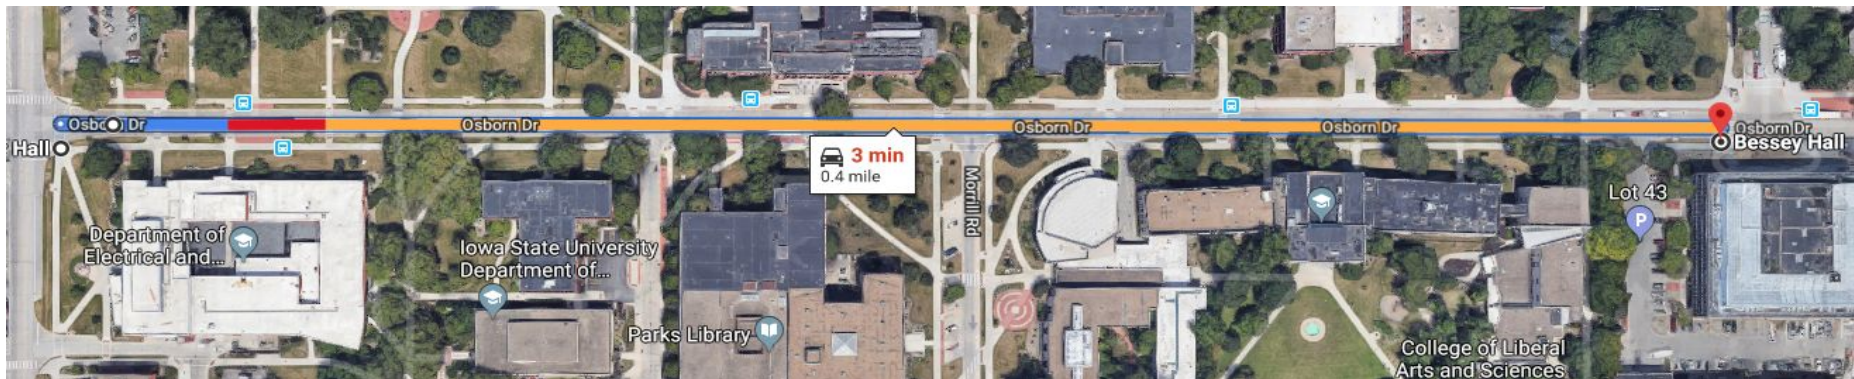 Osborn Dr
Osborn Dr
Osborn Dr
Osborn Dr
Osborn Dr
Hall
Bessey Hall
3 min
0.4 mile
Morrill Rd
Lot 43
P
Department of
Electrical and...
Iowa State University
Department of...
Parks Library
College of Liberal
Arts and Sciences